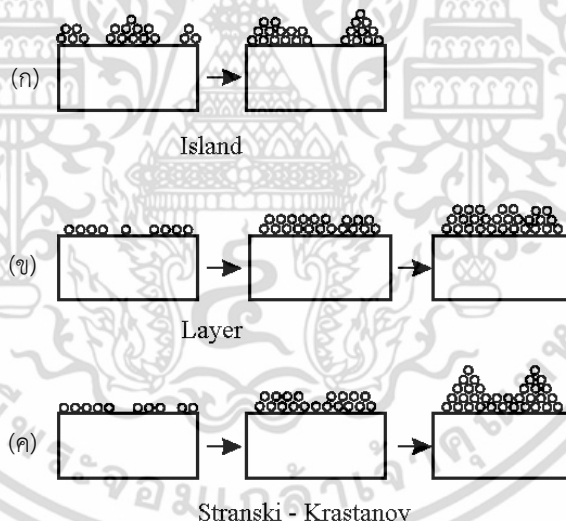 (ก)
Island
(ข)
Layer
(ค)
Stranski - Krastanov